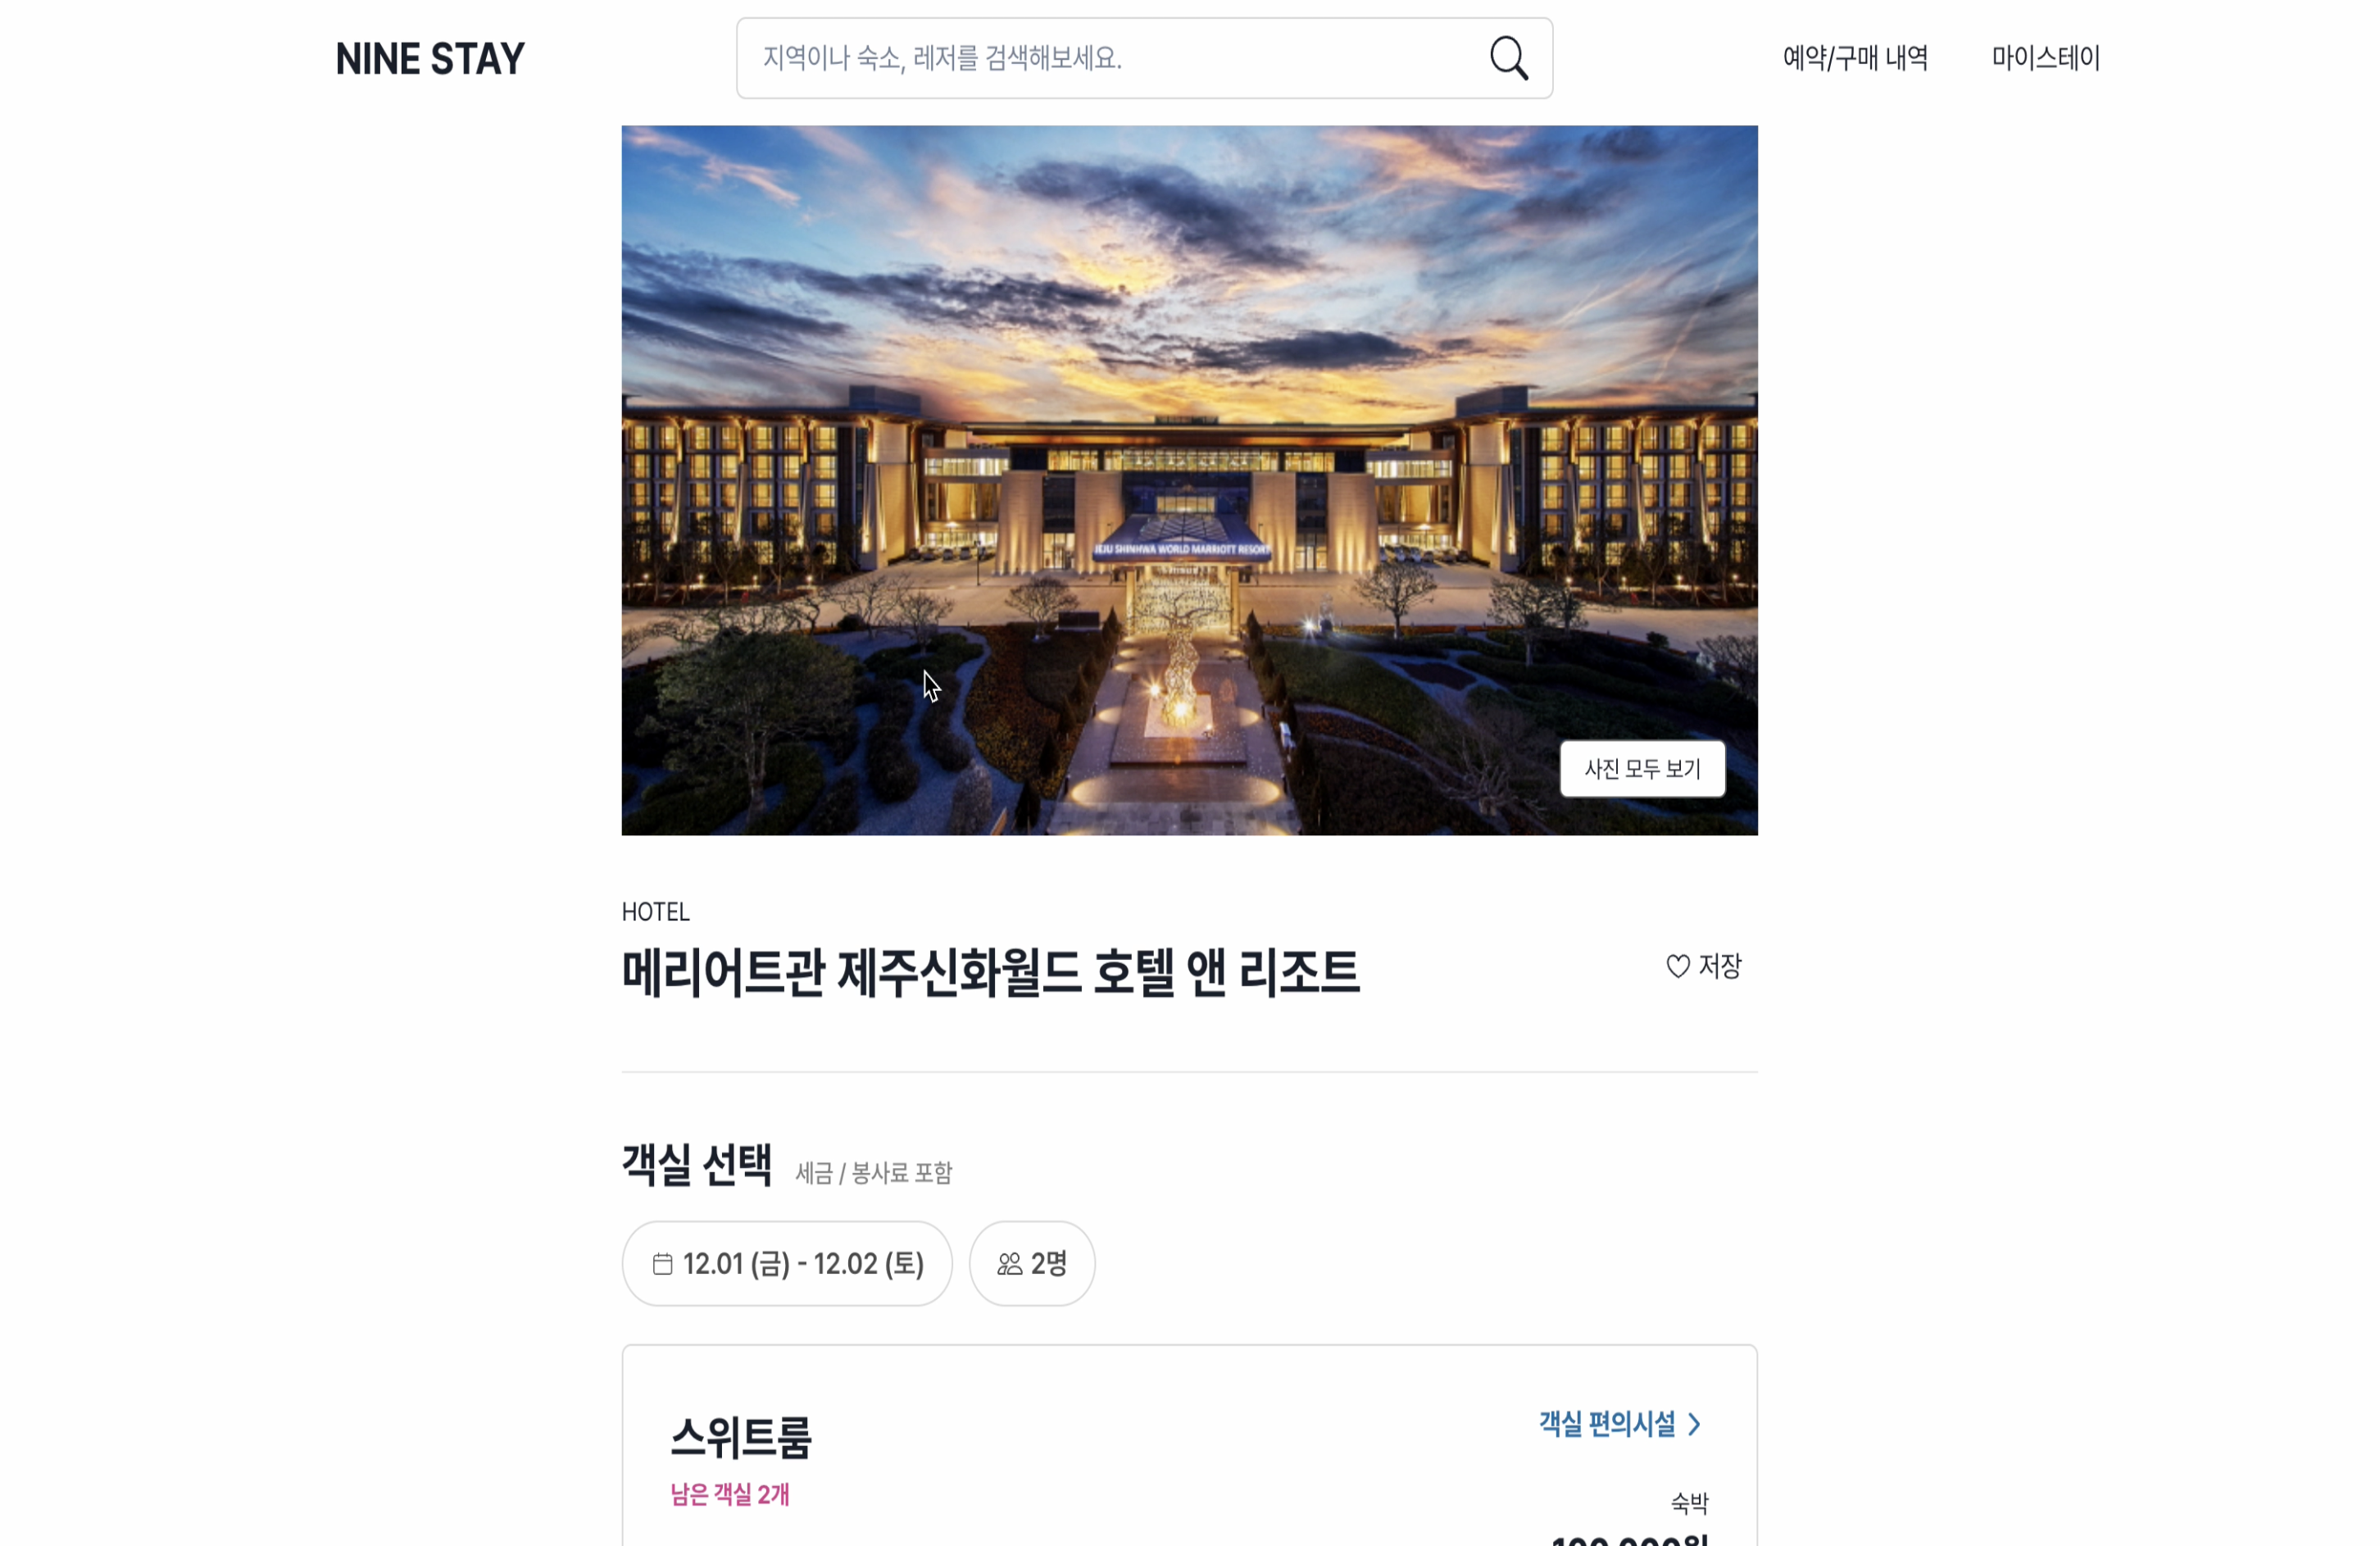 NINE STAY
지역이나 숙소, 레저를 검색해보세요.
예약/구매 내역
마이스테이
JEJU SHINHWA WORLD MARRIOTT RESORT
사진 모두 보기
HOTEL
메리어트관 제주신화월드 호텔 앤 리조트
저장
객실 선택 세금 / 봉사료 포함
12.01 (금) - 12.02 (토)
2명
스위트룸
객실 편의시설
남은 객실 2개
숙박